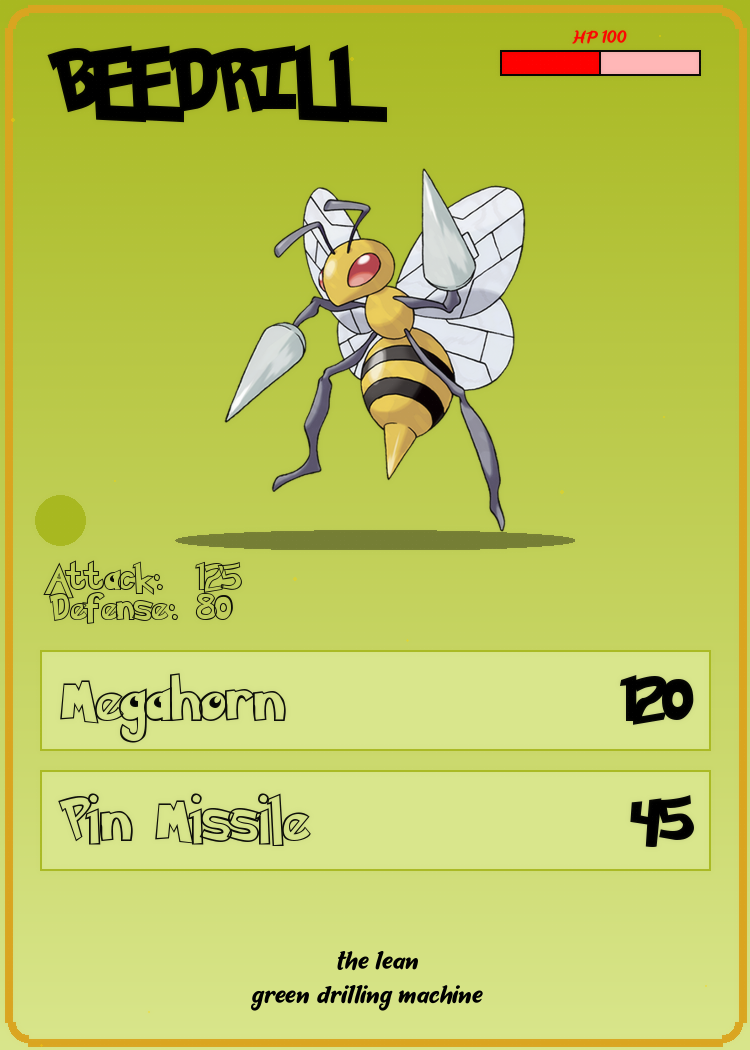 BEEDRILL
HP 100
Attack: 125
Defense: 80
Megahorn 120
Pin Missile 45
the lean
green drilling machine